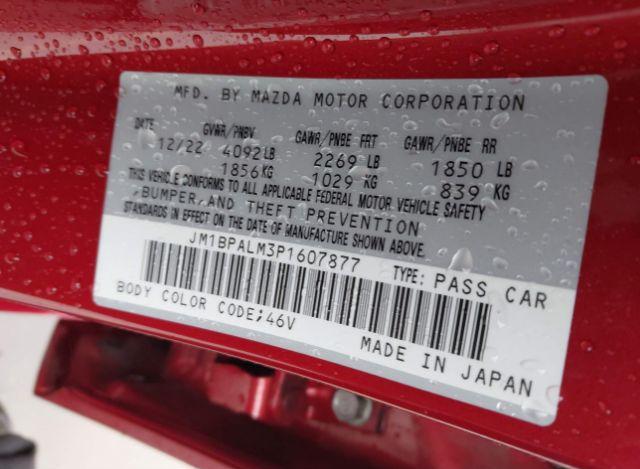 MFD. BY MAZDA MOTOR CORPORATION
DATE GVWR/PNBV GAWR/PNBE FRT GAWR/PNBE RR
12/22 4092LB 2269 LB 1850 LB
1856KG 1029 KG 839 KG
THIS VEHICLE CONFORMS TO ALL APPLICABLE FEDERAL MOTOR VEHICLE SAFETY
,BUMPER,AND THEFT PREVENTION
STANDARDS IN EFFECT ON THE DATE OF MANUFACTURE SHOWN ABOVE.
JM1BPALM3P1607877 TYPE: PASS CAR
BODY COLOR CODE;46V
MADE IN JAPAN